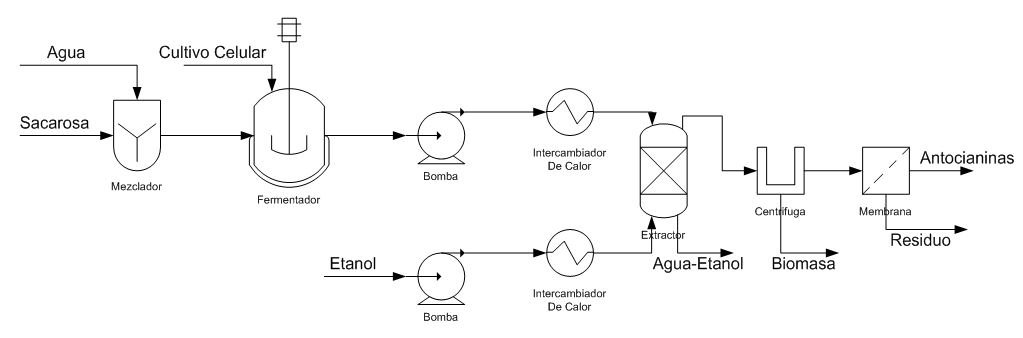 Agua
Cultivo Celular
Sacarosa
Mezclador
Fermentador
Bomba
Intercambiador
De Calor
Extractor
Centrifuga
Membrana
Antocianinas
Residuo
Etanol
Bomba
Intercambiador
De Calor
Agua-Etanol
Biomasa